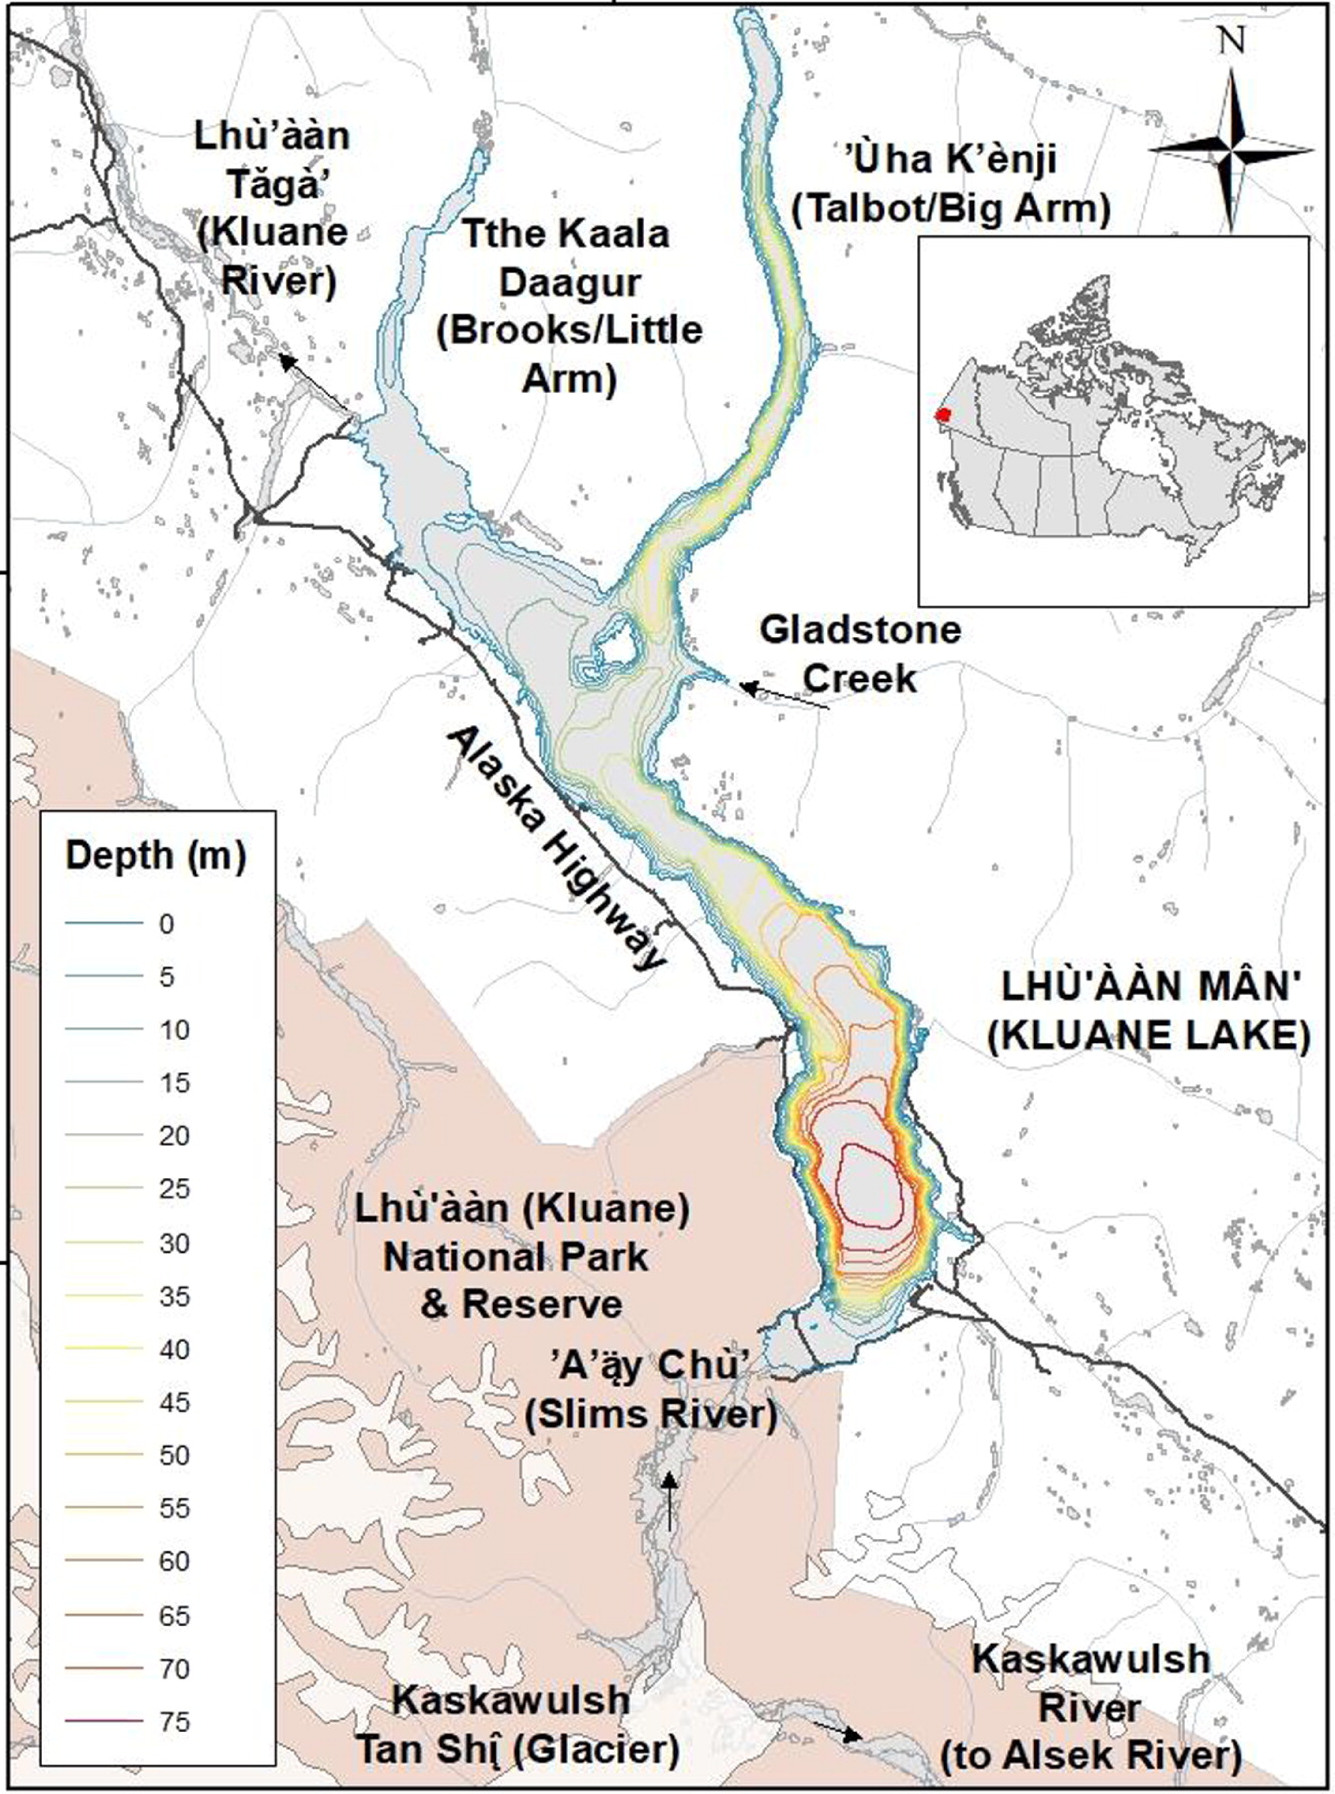 N
Lhù’ààn
Tǎgà’
(Kluane
River)
Tthe Kaala
Daagur
(Brooks/Little
Arm)
’Ùha K’ènji
(Talbot/Big Arm)
Gladstone
Creek
Alaska Highway
LHÙ'ÀÀN MÂN'
(KLUANE LAKE)
Depth (m)
0
5
10
15
20
25
30
35
40
45
50
55
60
65
70
75
Lhù'ààn (Kluane)
National Park
& Reserve
’A’ą̈y Chù’
(Slims River)
Kaskawulsh
Tan Shį̂ (Glacier)
Kaskawulsh
River
(to Alsek River)